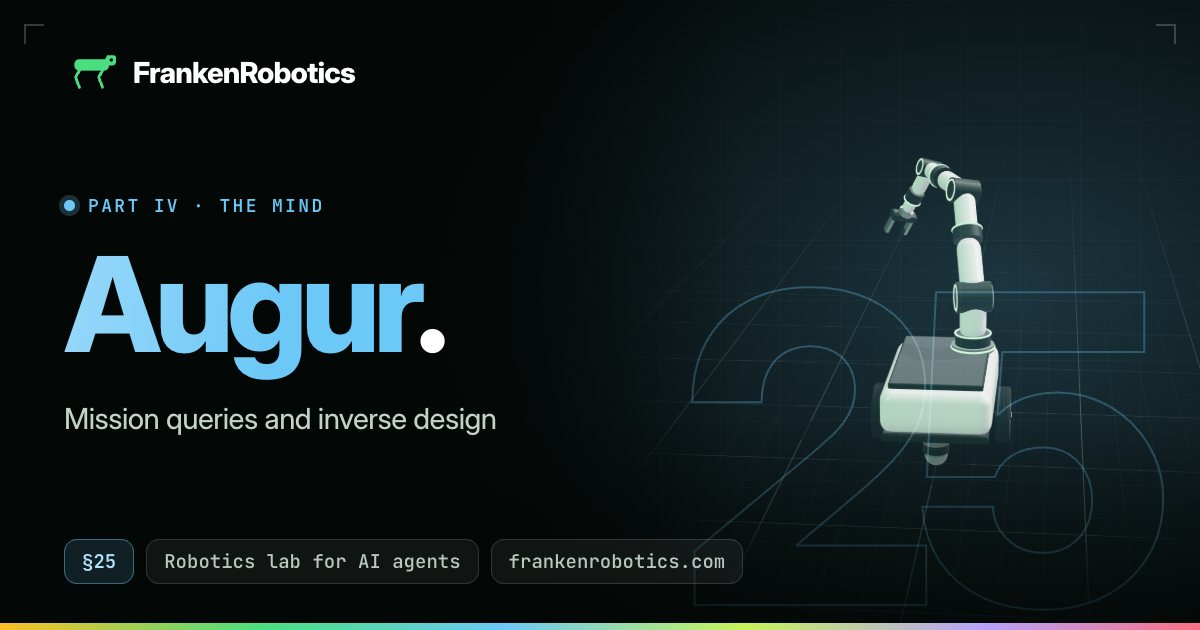 FrankenRobotics
PART IV · THE MIND
Augur.
Mission queries and inverse design
25
§25
Robotics lab for AI agents
frankenrobotics.com